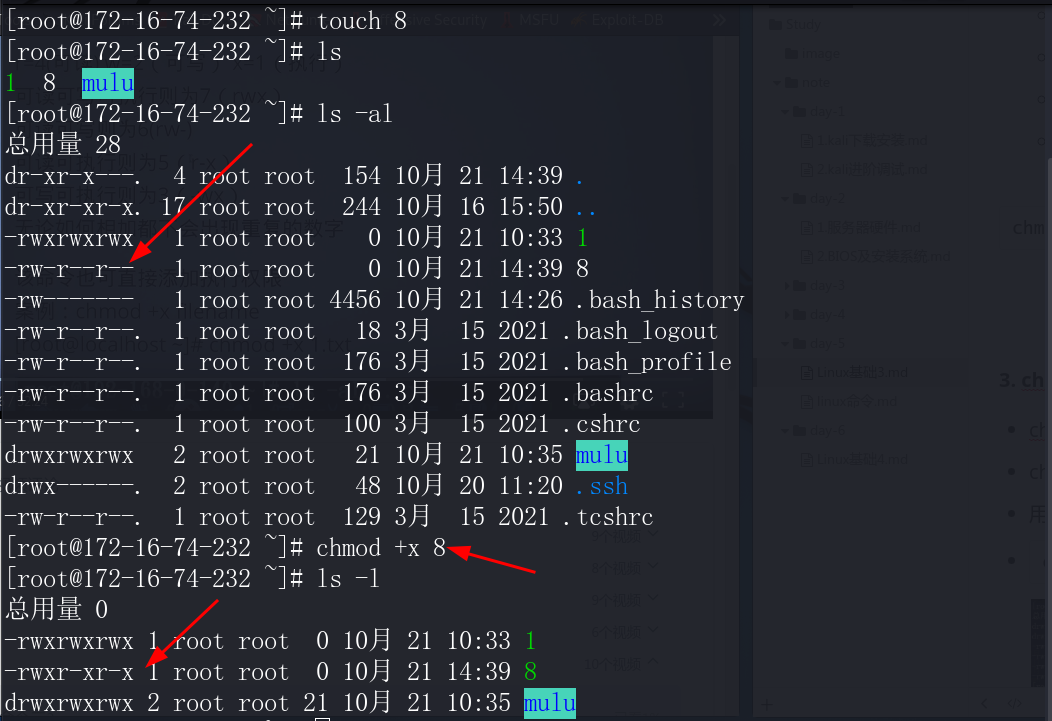 [root@172-16-74-232 ~]# touch 8
[root@172-16-74-232 ~]# ls
1  8  mulu
[root@172-16-74-232 ~]# ls -al
总用量 28
dr-xr-x---.  4 root root  154 10月 21 14:39 .
dr-xr-xr-x. 17 root root  244 10月 16 15:50 ..
-rwxrwxrwx   1 root root    0 10月 21 10:33 1
-rw-r--r--   1 root root    0 10月 21 14:39 8
-rw-------   1 root root 4456 10月 21 14:26 .bash_history
-rw-r--r--.  1 root root   18 3月  15 2021 .bash_logout
-rw-r--r--.  1 root root  176 3月  15 2021 .bash_profile
-rw-r--r--.  1 root root  176 3月  15 2021 .bashrc
-rw-r--r--.  1 root root  100 3月  15 2021 .cshrc
drwxrwxrwx   2 root root   21 10月 21 10:35 mulu
drwx------.  2 root root   48 10月 20 11:20 .ssh
-rw-r--r--.  1 root root  129 3月  15 2021 .tcshrc
[root@172-16-74-232 ~]# chmod +x 8
[root@172-16-74-232 ~]# ls -l
总用量 0
-rwxrwxrwx 1 root root  0 10月 21 10:33 1
-rwxr-xr-x 1 root root  0 10月 21 14:39 8
drwxrwxrwx 2 root root 21 10月 21 10:35 mulu